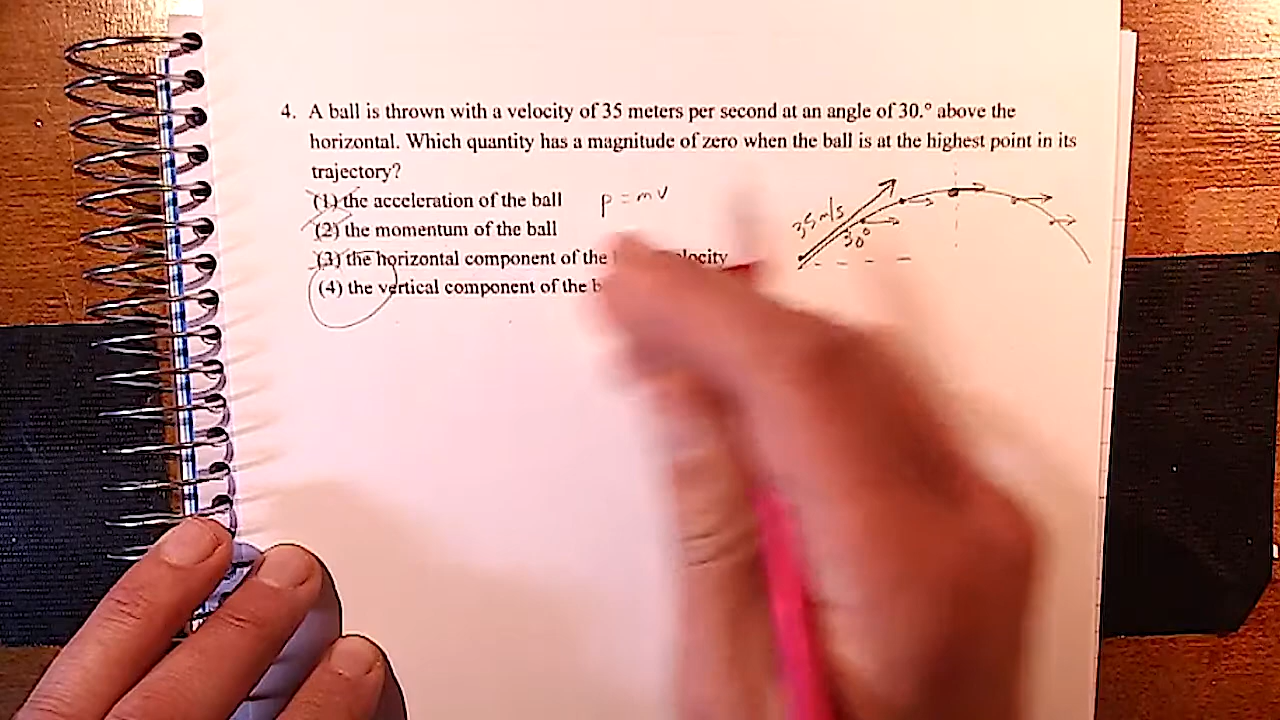 4. A ball is thrown with a velocity of 35 meters per second at an angle of 30.° above the
horizontal. Which quantity has a magnitude of zero when the ball is at the highest point in its
trajectory?
(1) the acceleration of the ball
p = mv
(2) the momentum of the ball
(3) the horizontal component of the
(4) the vertical component of the
35 m/s
30°